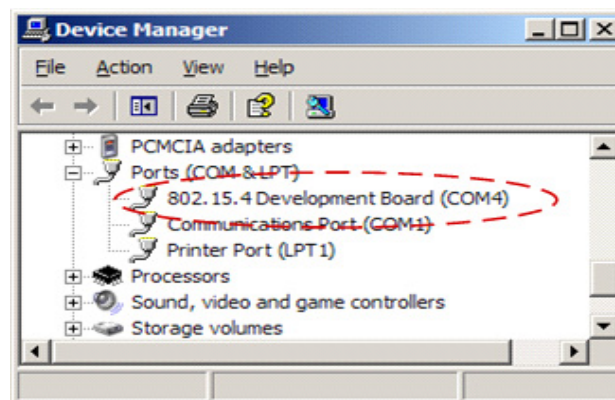 Device Manager
File Action View Help
PCMCIA adapters
Ports (COM & LPT)
802.15.4 Development Board (COM4)
Communications Port (COM1)
Printer Port (LPT1)
Processors
Sound, video and game controllers
Storage volumes